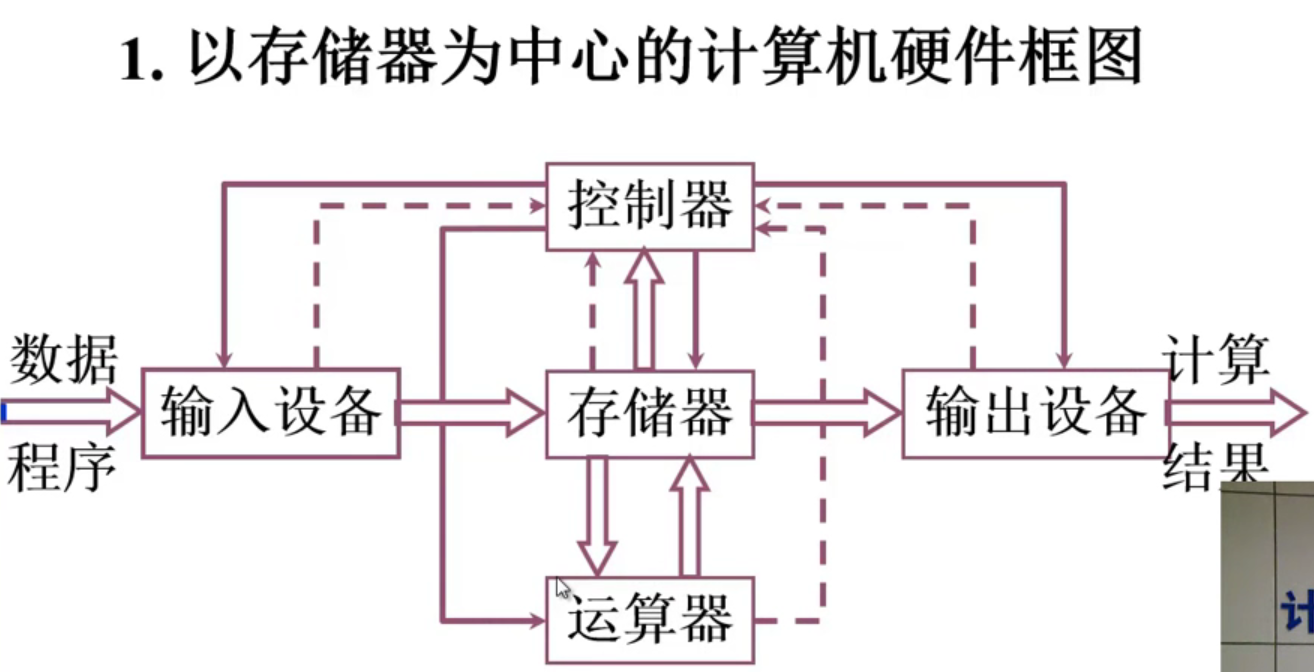 1. 以存储器为中心的计算机硬件框图
控制器
数据
程序
输入设备
存储器
输出设备
计算
结果
运算器
计